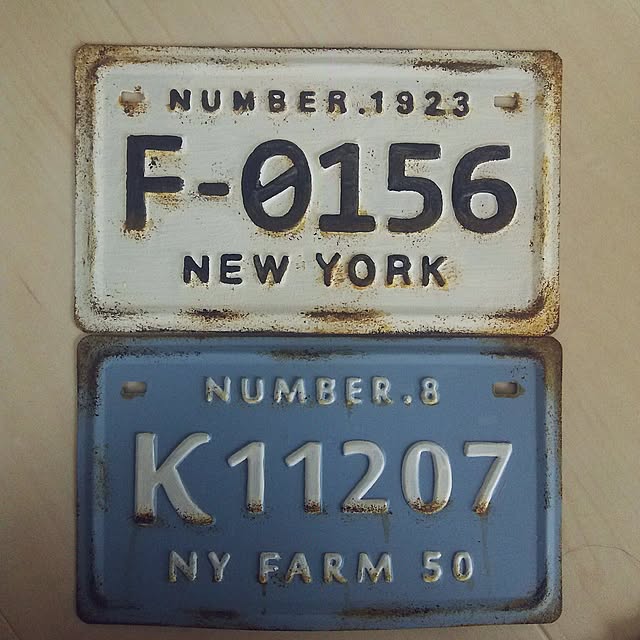 NUMBER.1923
F-0156
NEW YORK
NUMBER.8
K11207
NY FARM 50